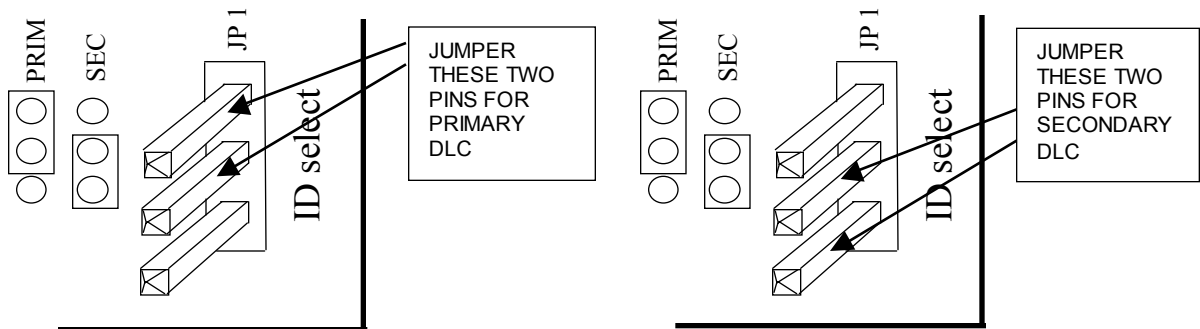 PRIM
SEC
JP 1
ID select
JUMPER
THESE TWO
PINS FOR
PRIMARY
DLC
PRIM
SEC
JP 1
ID select
JUMPER
THESE TWO
PINS FOR
SECONDARY
DLC